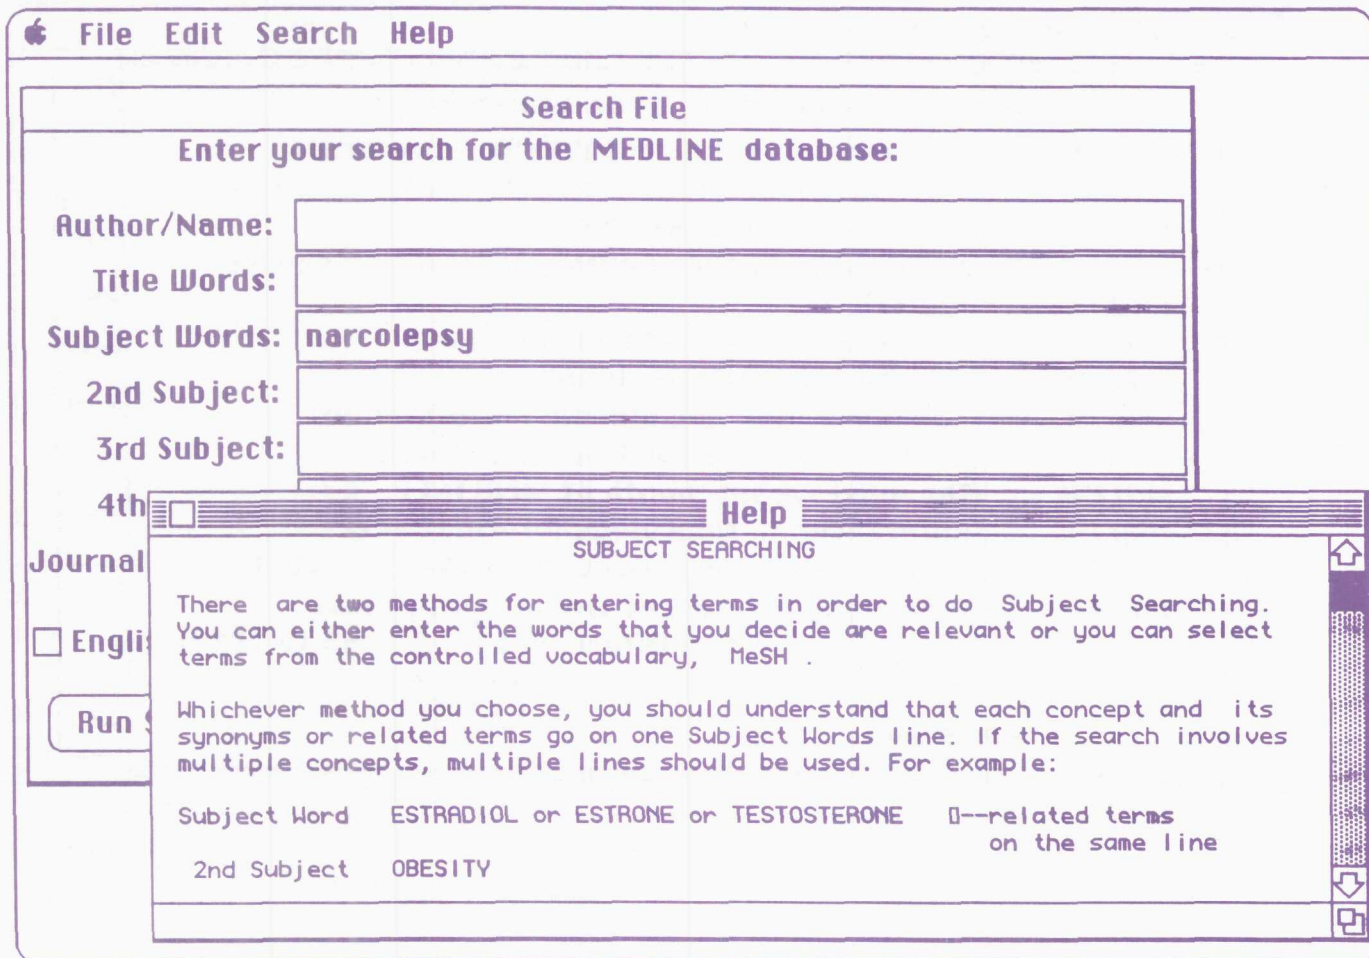 File Edit Search Help
Search File
Enter your search for the MEDLINE database:
Author/Name:
Title Words:
Subject Words: narcolepsy
2nd Subject:
3rd Subject:
4th
Journal
Englis
Run S
Help
SUBJECT SEARCHING
There are two methods for entering terms in order to do Subject Searching.
You can either enter the words that you decide are relevant or you can select
terms from the controlled vocabulary, MeSH .
Whichever method you choose, you should understand that each concept and its
synonyms or related terms go on one Subject Words line. If the search involves
multiple concepts, multiple lines should be used. For example:
Subject Word ESTRADIOL or ESTRONE or TESTOSTERONE 0--related terms
on the same line
2nd Subject OBESITY